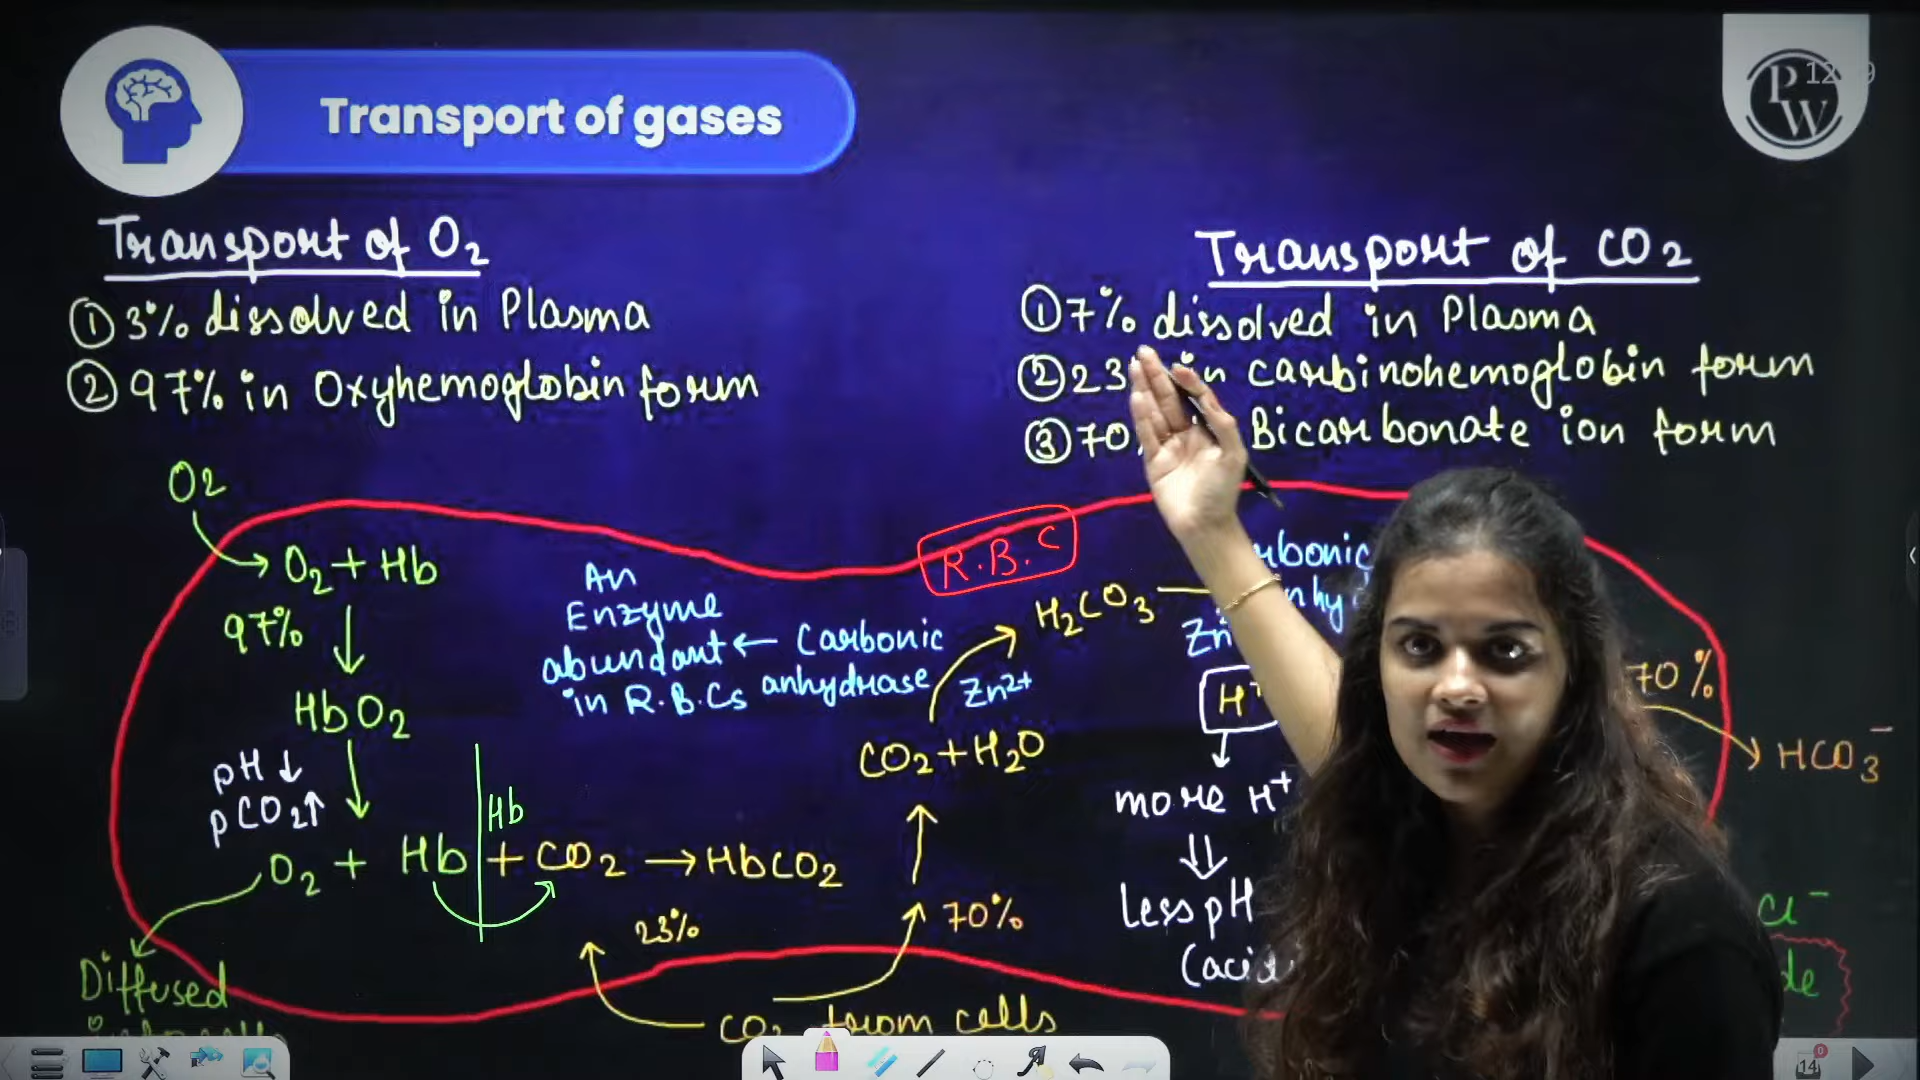 Transport of gases
PW
Transport of O2
① 3% dissolved in Plasma
② 97% in Oxyhemoglobin form
Transport of CO2
① 7% dissolved in Plasma
② 23 in carbinohemoglobin form
③ 70 Bicarbonate ion form
O2
O2 + Hb
97%
HbO2
pH ↓
pCO2 ↑
O2 + Hb
Hb
+ CO2 → HbCO2
Diffused
23%
70%
CO2 from cells
An
Enzyme
abundant ← Carbonic
in R.B.Cs anhydrase
R.B.C
CO2 + H2O
Zn2+
H2CO3
Zn
H+
more H+
⇓
Less pH
70%
HCO3-
Cl-
14